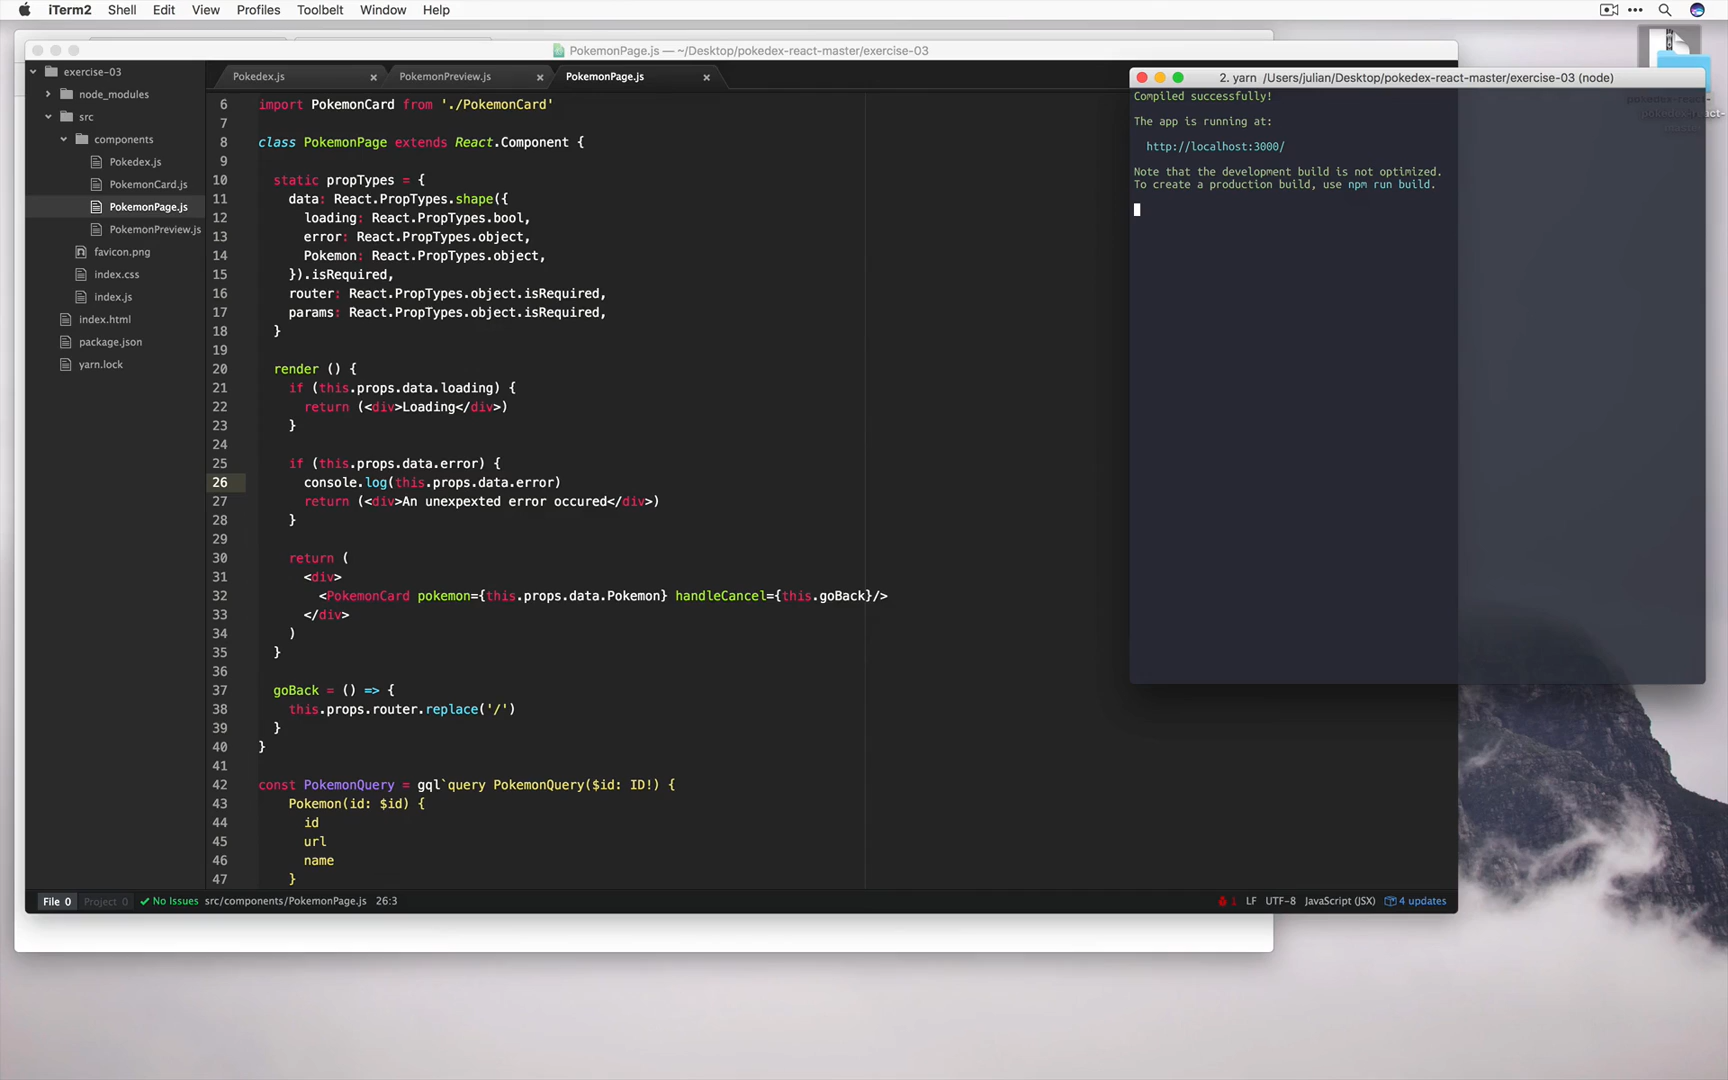 iTerm2 Shell Edit View Profiles Toolbelt Window Help
PokemonPage.js — ~/Desktop/pokedex-react-master/exercise-03
exercise-03
node_modules
src
components
Pokedex.js
PokemonCard.js
PokemonPage.js
PokemonPreview.js
favicon.png
index.css
index.js
index.html
package.json
yarn.lock
Pokedex.js PokemonPreview.js PokemonPage.js
6 import PokemonCard from './PokemonCard'
7
8 class PokemonPage extends React.Component {
9
10 static propTypes = {
11 data: React.PropTypes.shape({
12 loading: React.PropTypes.bool,
13 error: React.PropTypes.object,
14 Pokemon: React.PropTypes.object,
15 }).isRequired,
16 router: React.PropTypes.object.isRequired,
17 params: React.PropTypes.object.isRequired,
18 }
19
20 render () {
21 if (this.props.data.loading) {
22 return (<div>Loading</div>)
23 }
24
25 if (this.props.data.error) {
26 console.log(this.props.data.error)
27 return (<div>An unexpexted error occured</div>)
28 }
29
30 return (
31 <div>
32 <PokemonCard pokemon={this.props.data.Pokemon} handleCancel={this.goBack}/>
33 </div>
34 )
35 }
36
37 goBack = () => {
38 this.props.router.replace('/')
39 }
40 }
41
42 const PokemonQuery = gql`query PokemonQuery($id: ID!) {
43 Pokemon(id: $id) {
44 id
45 url
46 name
47 }
File 0 Project 0 No Issues src/components/PokemonPage.js 26:3
1 LF UTF-8 JavaScript (JSX) 4 updates
2. yarn /Users/julian/Desktop/pokedex-react-master/exercise-03 (node)
Compiled successfully!
The app is running at:
http://localhost:3000/
Note that the development build is not optimized.
To create a production build, use npm run build.
pokedex-react-